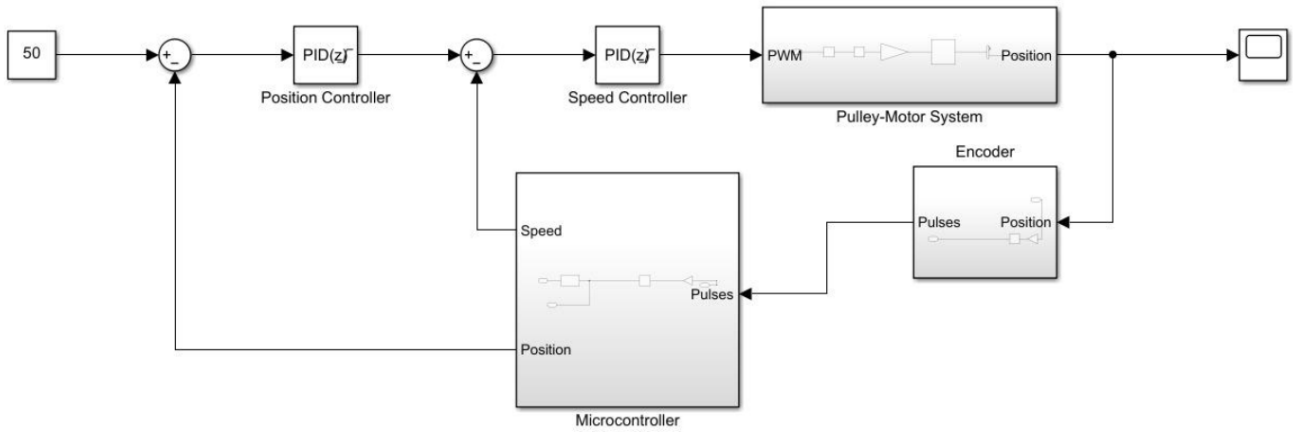 50
+
−
PID(z)
Position Controller
+
−
PID(z)
Speed Controller
PWM
Position
Pulley-Motor System
Encoder
Pulses
Position
Speed
Pulses
Position
Microcontroller